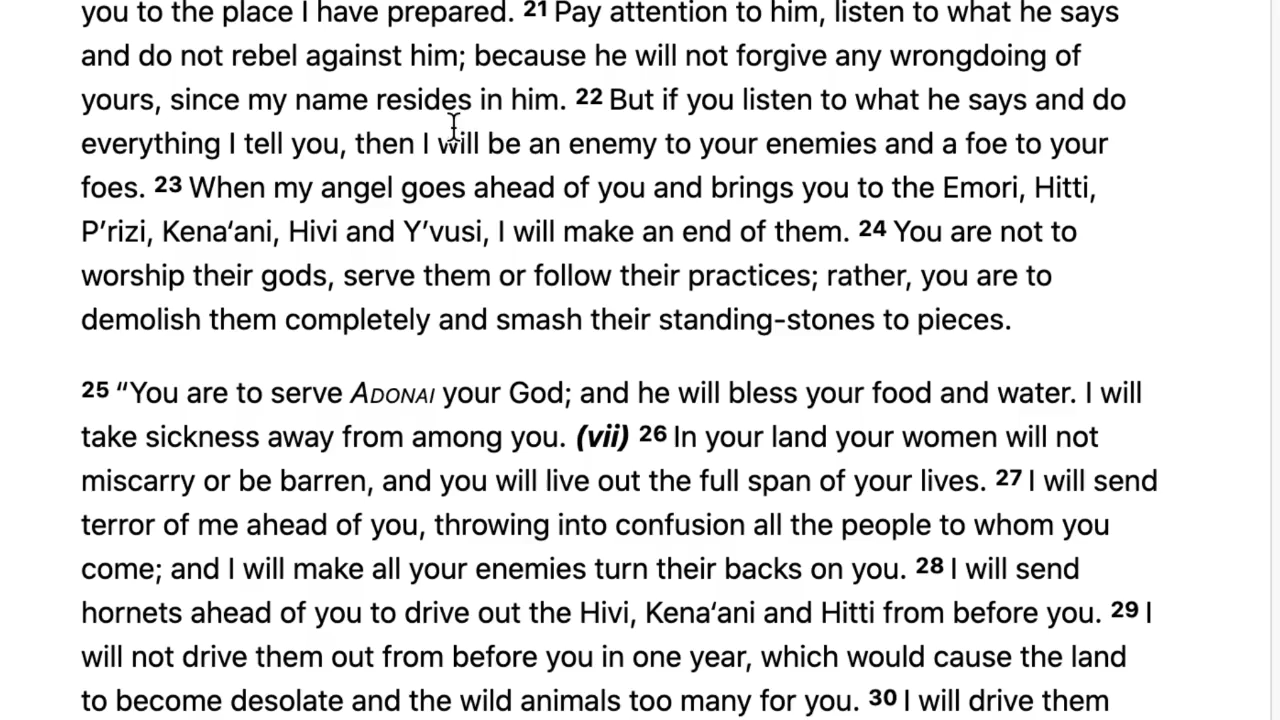 you to the place I have prepared. 21 Pay attention to him, listen to what he says
and do not rebel against him; because he will not forgive any wrongdoing of
yours, since my name resides in him. 22 But if you listen to what he says and do
everything I tell you, then I will be an enemy to your enemies and a foe to your
foes. 23 When my angel goes ahead of you and brings you to the Emori, Hitti,
P’rizi, Kena‘ani, Hivi and Y’vusi, I will make an end of them. 24 You are not to
worship their gods, serve them or follow their practices; rather, you are to
demolish them completely and smash their standing-stones to pieces.
25 “You are to serve ADONAI your God; and he will bless your food and water. I will
take sickness away from among you. (vii) 26 In your land your women will not
miscarry or be barren, and you will live out the full span of your lives. 27 I will send
terror of me ahead of you, throwing into confusion all the people to whom you
come; and I will make all your enemies turn their backs on you. 28 I will send
hornets ahead of you to drive out the Hivi, Kena‘ani and Hitti from before you. 29 I
will not drive them out from before you in one year, which would cause the land
to become desolate and the wild animals too many for you. 30 I will drive them